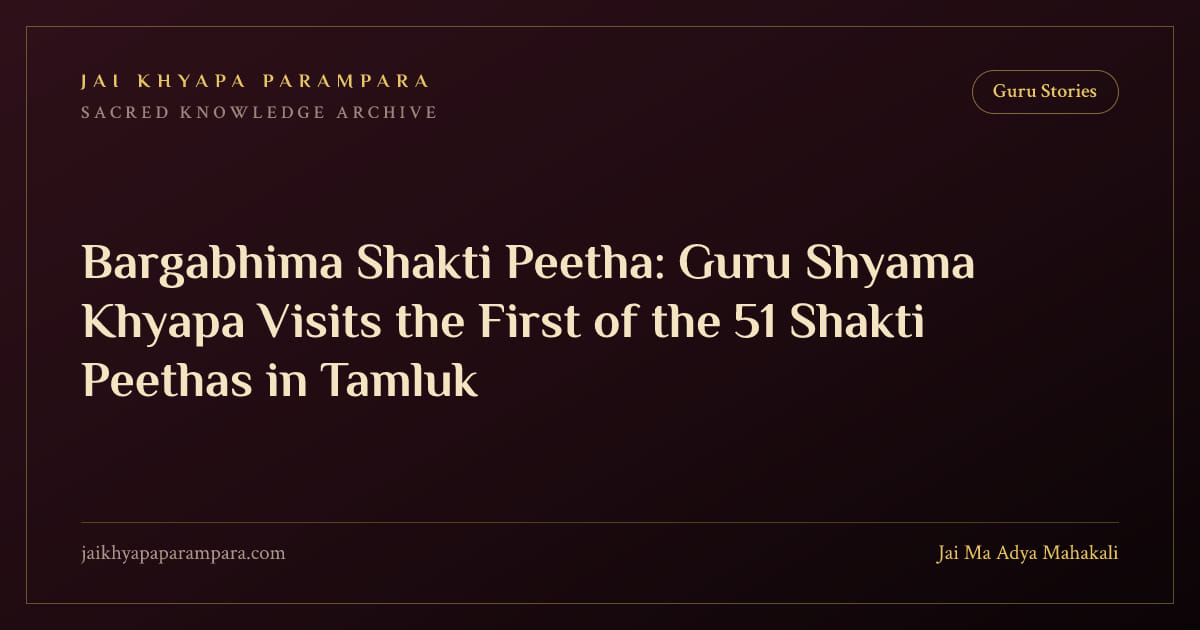 JAI KHYAPA PARAMPARA
SACRED KNOWLEDGE ARCHIVE
Guru Stories
Bargabhima Shakti Peetha: Guru Shyama
Khyapa Visits the First of the 51 Shakti
Peethas in Tamluk
jaikhyapaparampara.com
Jai Ma Adya Mahakali